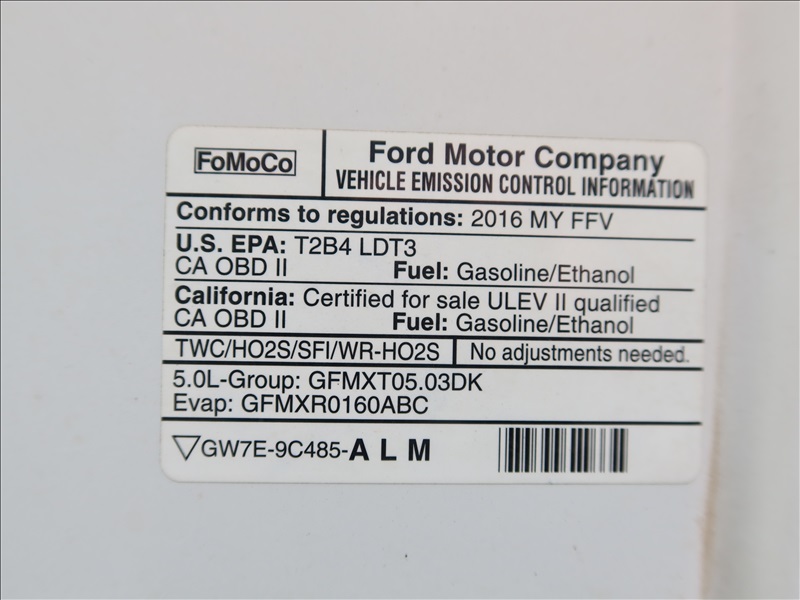 FoMoCo
Ford Motor Company
VEHICLE EMISSION CONTROL INFORMATION
Conforms to regulations: 2016 MY FFV
U.S. EPA: T2B4 LDT3
CA OBD II Fuel: Gasoline/Ethanol
California: Certified for sale ULEV II qualified
CA OBD II Fuel: Gasoline/Ethanol
TWC/HO2S/SFI/WR-HO2S No adjustments needed.
5.0L-Group: GFMXT05.03DK
Evap: GFMXR0160ABC
GW7E-9C485-A L M